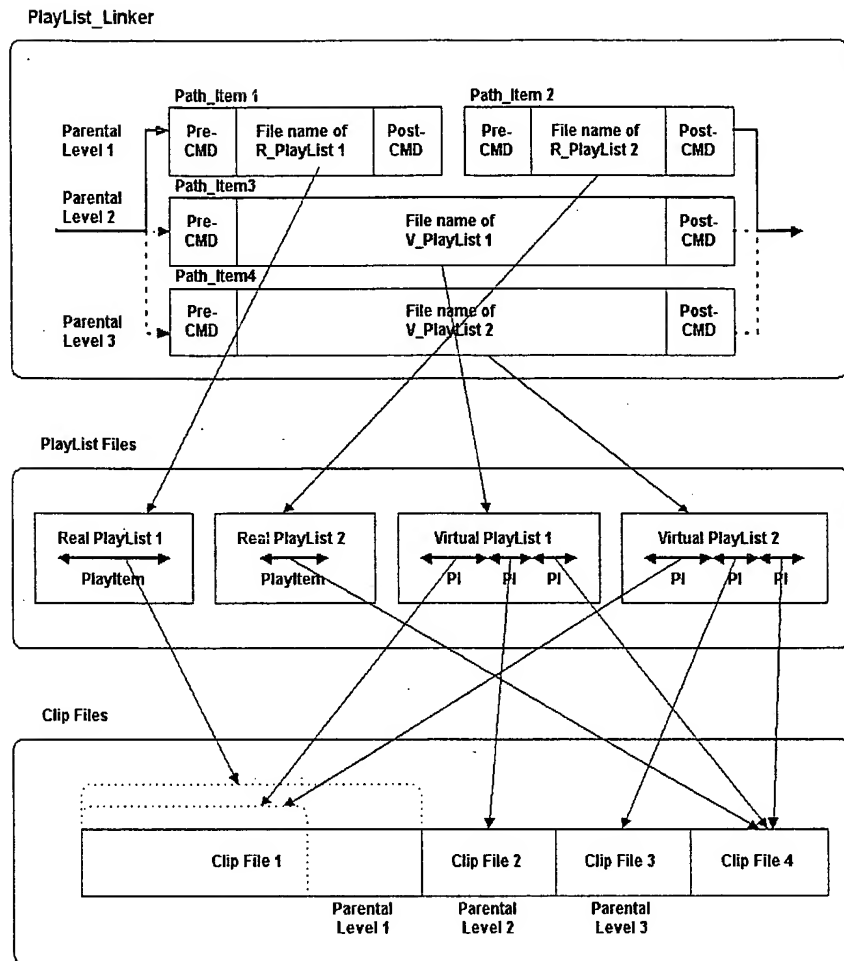 PlayList_Linker
Path_Item 1
Path_Item 2
Parental
Level 1
Pre-
CMD
File name of
R_PlayList 1
Post-
CMD
Pre-
CMD
File name of
R_PlayList 2
Post-
CMD
Parental
Level 2
Path_Item3
Pre-
CMD
File name of
V_PlayList 1
Post-
CMD
Path_Item4
Parental
Level 3
Pre-
CMD
File name of
V_PlayList 2
Post-
CMD
PlayList Files
Real PlayList 1
PlayItem
Real PlayList 2
PlayItem
Virtual PlayList 1
PI PI PI
Virtual PlayList 2
PI PI PI
Clip Files
Clip File 1
Clip File 2
Clip File 3
Clip File 4
Parental
Level 1
Parental
Level 2
Parental
Level 3